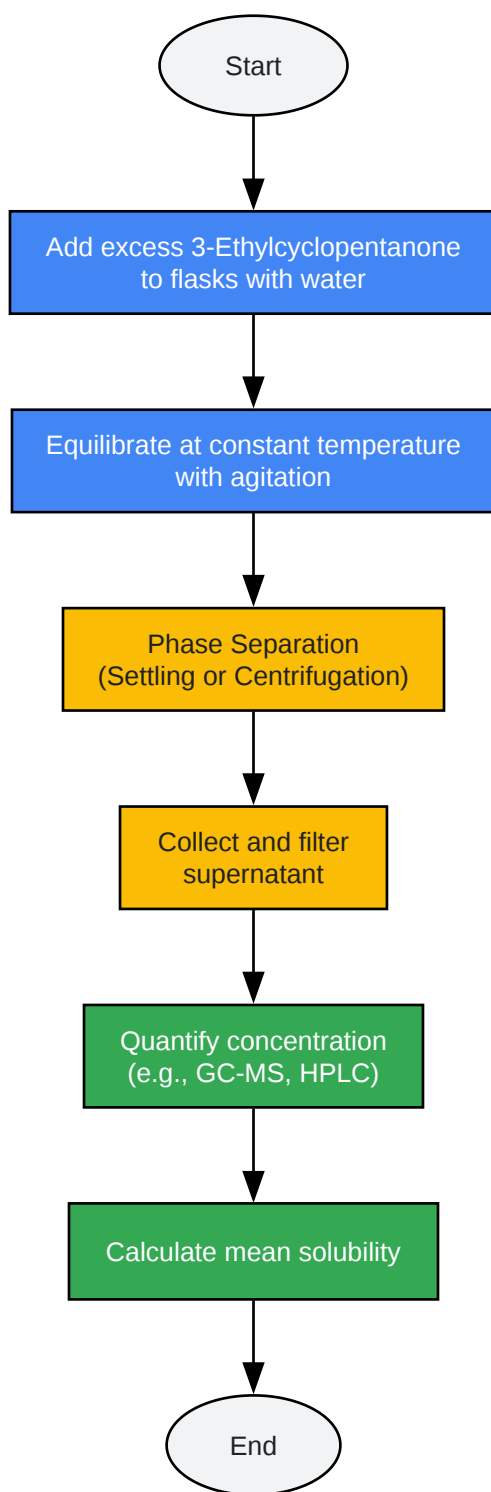 Start
Add excess 3-Ethylcyclopentanone
to flasks with water
Equilibrate at constant temperature
with agitation
Phase Separation
(Settling or Centrifugation)
Collect and filter
supernatant
Quantify concentration
(e.g., GC-MS, HPLC)
Calculate mean solubility
End